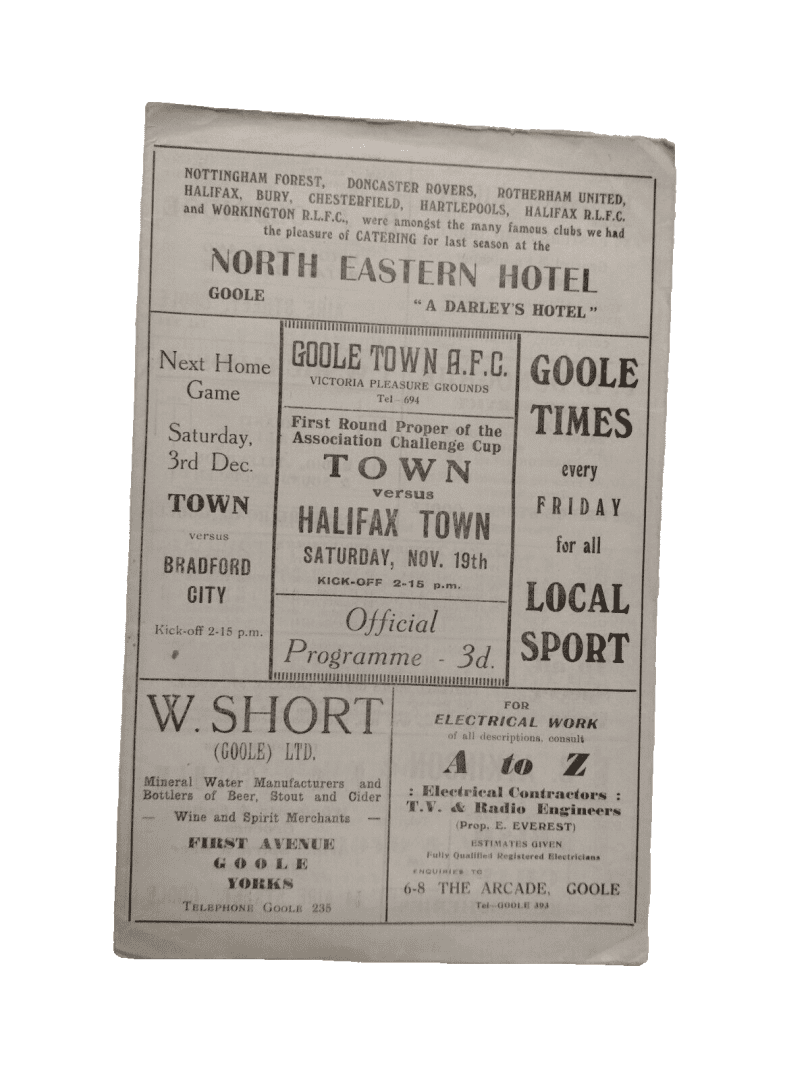 NOTTINGHAM FOREST, DONCASTER ROVERS, ROTHERHAM UNITED,
HALIFAX, BURY, CHESTERFIELD, HARTLEPOOLS, HALIFAX R.L.F.C.
and WORKINGTON R.L.F.C., were amongst the many famous clubs we had
the pleasure of CATERING for last season at the
NORTH EASTERN HOTEL
GOOLE "A DARLEY'S HOTEL"
Next Home
Game
Saturday,
3rd Dec.
TOWN
versus
BRADFORD
CITY
Kick-off 2-15 p.m.
GOOLE TOWN A.F.C.
VICTORIA PLEASURE GROUNDS
Tel—694
First Round Proper of the
Association Challenge Cup
TOWN
versus
HALIFAX TOWN
SATURDAY, NOV. 19th
KICK-OFF 2-15 p.m.
Official
Programme - 3d.
GOOLE
TIMES
every
FRIDAY
for all
LOCAL
SPORT
W. SHORT
(GOOLE) LTD.
Mineral Water Manufacturers and
Bottlers of Beer, Stout and Cider
— Wine and Spirit Merchants —
FIRST AVENUE
GOOLE
YORKS
TELEPHONE GOOLE 235
FOR
ELECTRICAL WORK
of all descriptions, consult
A to Z
: Electrical Contractors :
T.V. & Radio Engineers
(Prop. E. EVEREST)
ESTIMATES GIVEN
Fully Qualified Registered Electricians
ENQUIRIES TO
6-8 THE ARCADE, GOOLE
Tel—GOOLE 393